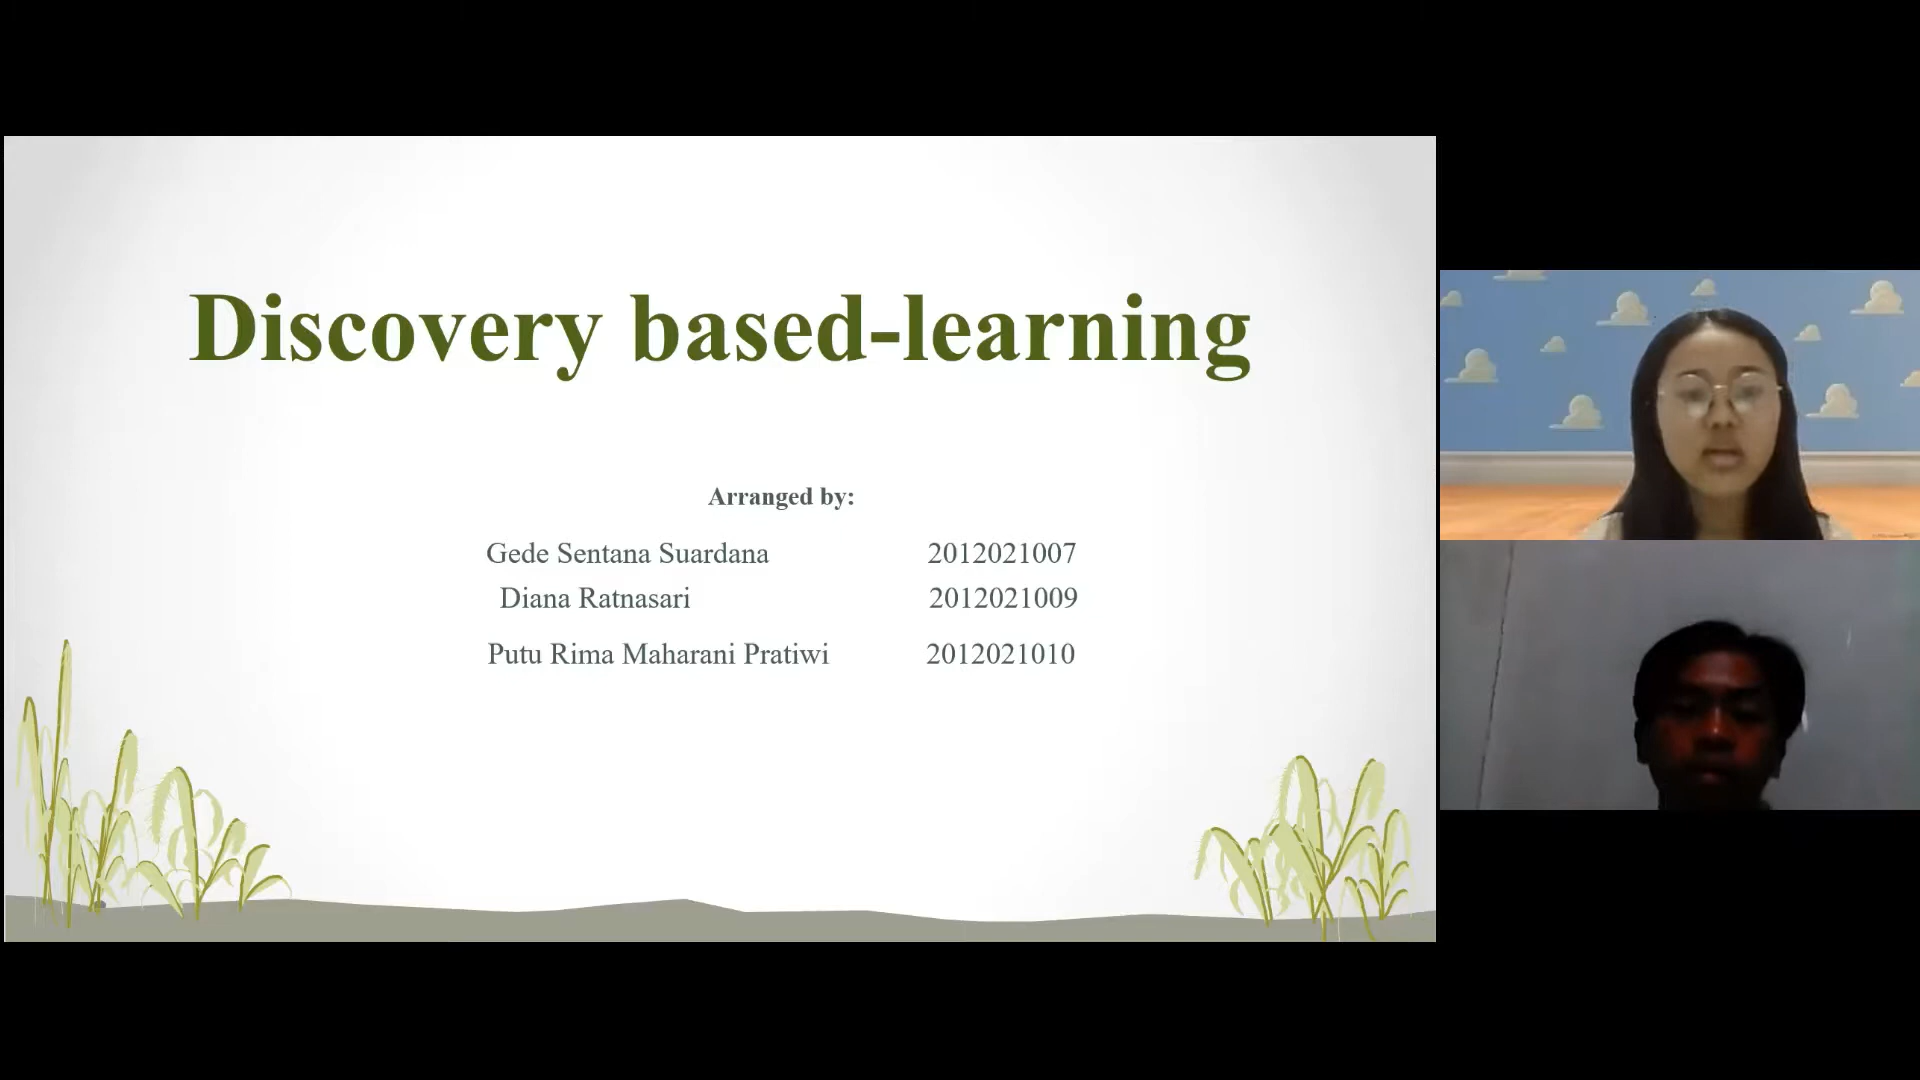 Discovery based-learning
Arranged by:
Gede Sentana Suardana 2012021007
Diana Ratnasari 2012021009
Putu Rima Maharani Pratiwi 2012021010